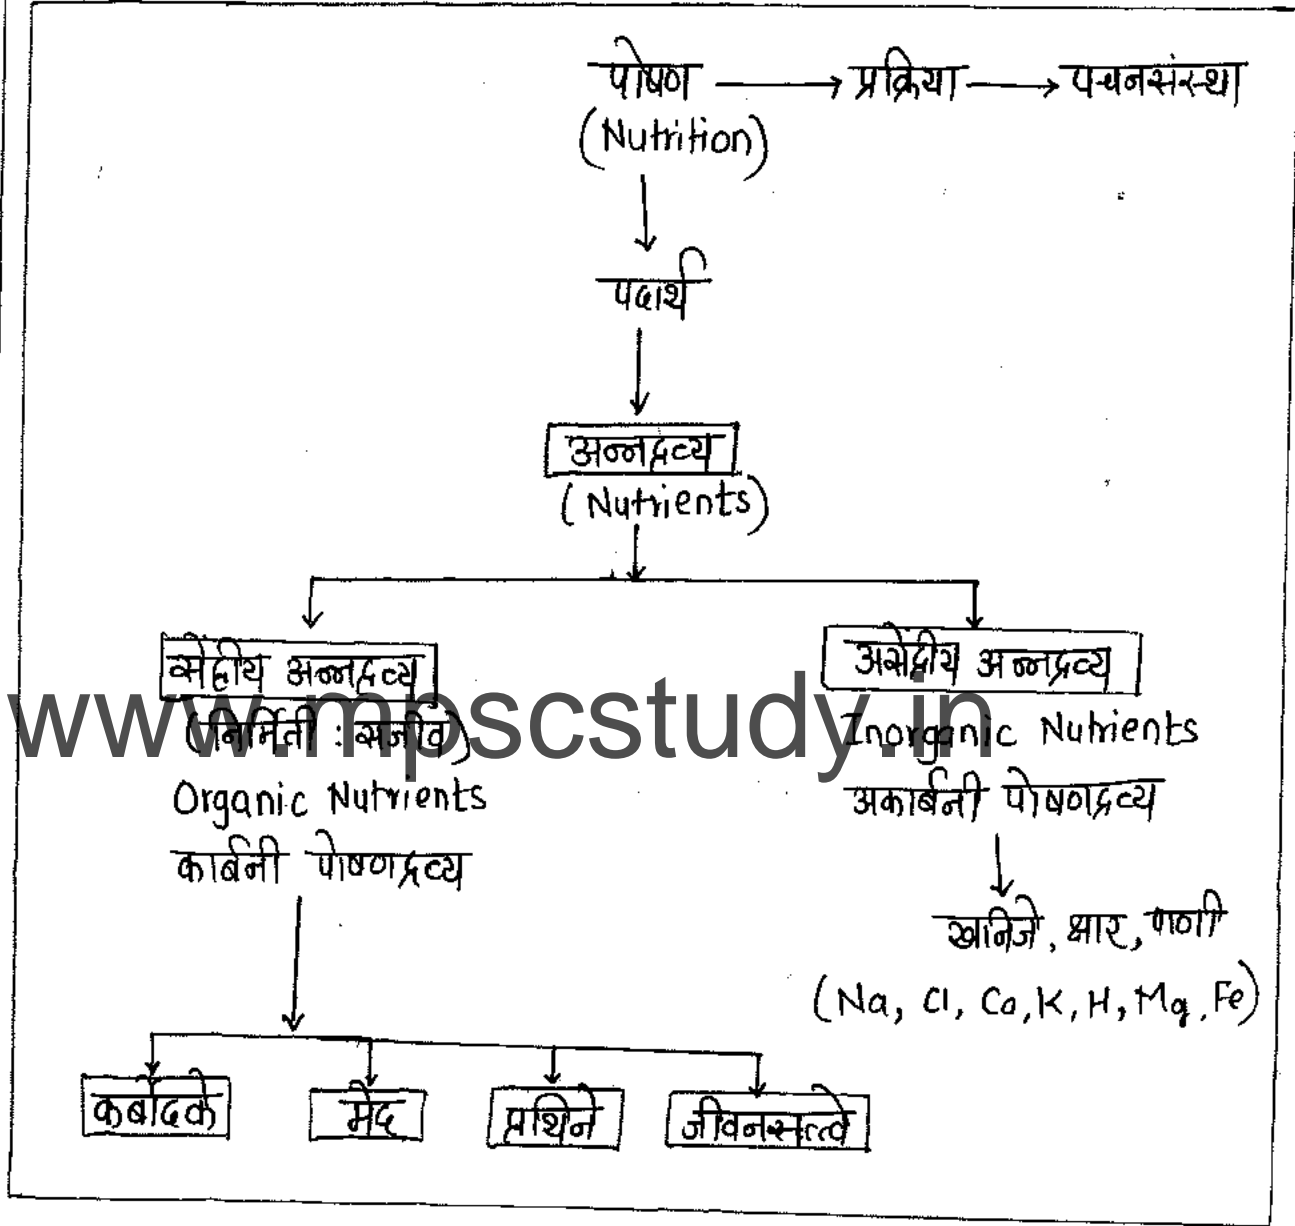 पोषण → प्रक्रिया → पचनसंस्था
(Nutrition)
पदार्थ
अन्नद्रव्य
(Nutrients)
सेंद्रीय अन्नद्रव्य
(निर्मिती : सजीव)
Organic Nutrients
कार्बनी पोषणद्रव्य
असेंद्रीय अन्नद्रव्य
Inorganic Nutrients
अकार्बनी पोषणद्रव्य
खनिजे, क्षार, पाणी
(Na, Cl, Ca, K, H, Mg, Fe)
कर्बोदके
मेद
प्रथिने
जीवनसत्त्वे
www.mpscstudy.in